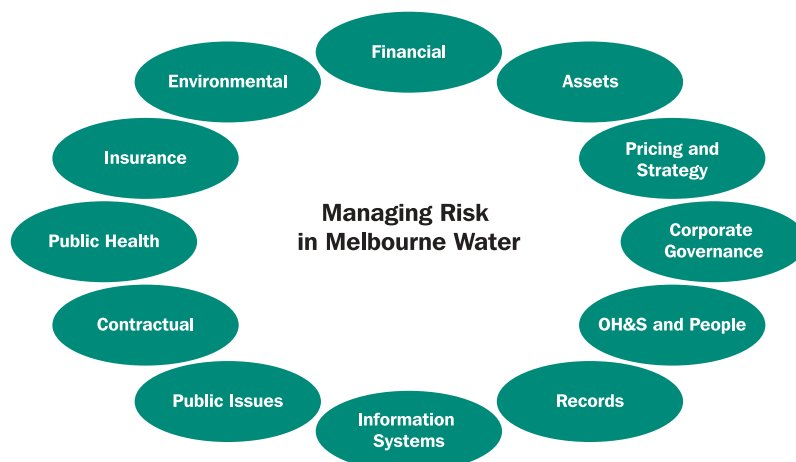 Financial
Environmental
Assets
Insurance
Pricing and
Strategy
Managing Risk
in Melbourne Water
Public Health
Corporate
Governance
Contractual
OH&S and People
Public Issues
Records
Information
Systems